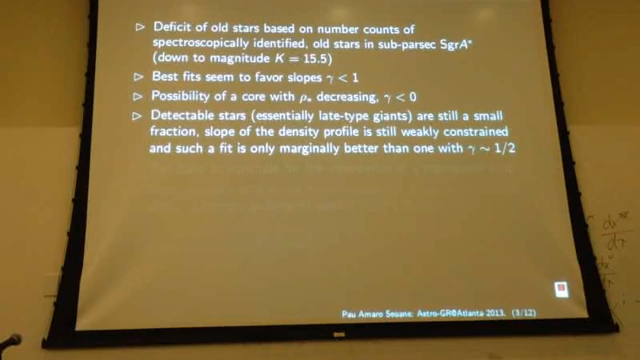 ▷ Deficit of old stars based on number counts of
spectroscopically identified, old stars in sub-parsec SgrA*
(down to magnitude K = 15.5)
▷ Best fits seem to favor slopes γ < 1
▷ Possibility of a core with ρ* decreasing, γ < 0
▷ Detectable stars (essentially late-type giants) are still a small
fraction, slope of the density profile is still weakly constrained
and such a fit is only marginally better than one with γ ∼ 1/2
Pau Amaro Seoane: Astro-GR@Atlanta 2013, (3/12)